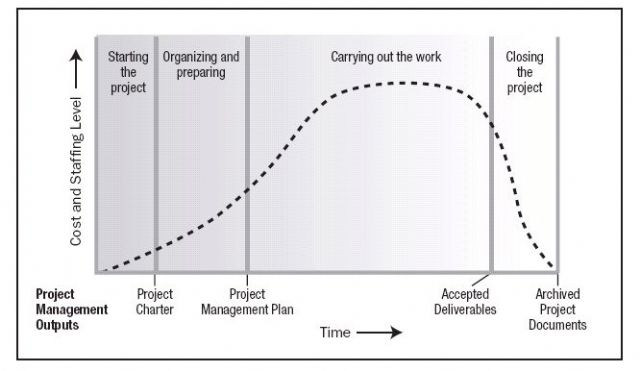 Starting
the
project
Organizing and
preparing
Carrying out the work
Closing
the
project
Cost and Staffing Level
Project
Management
Outputs
Project
Charter
Project
Management Plan
Accepted
Deliverables
Archived
Project
Documents
Time